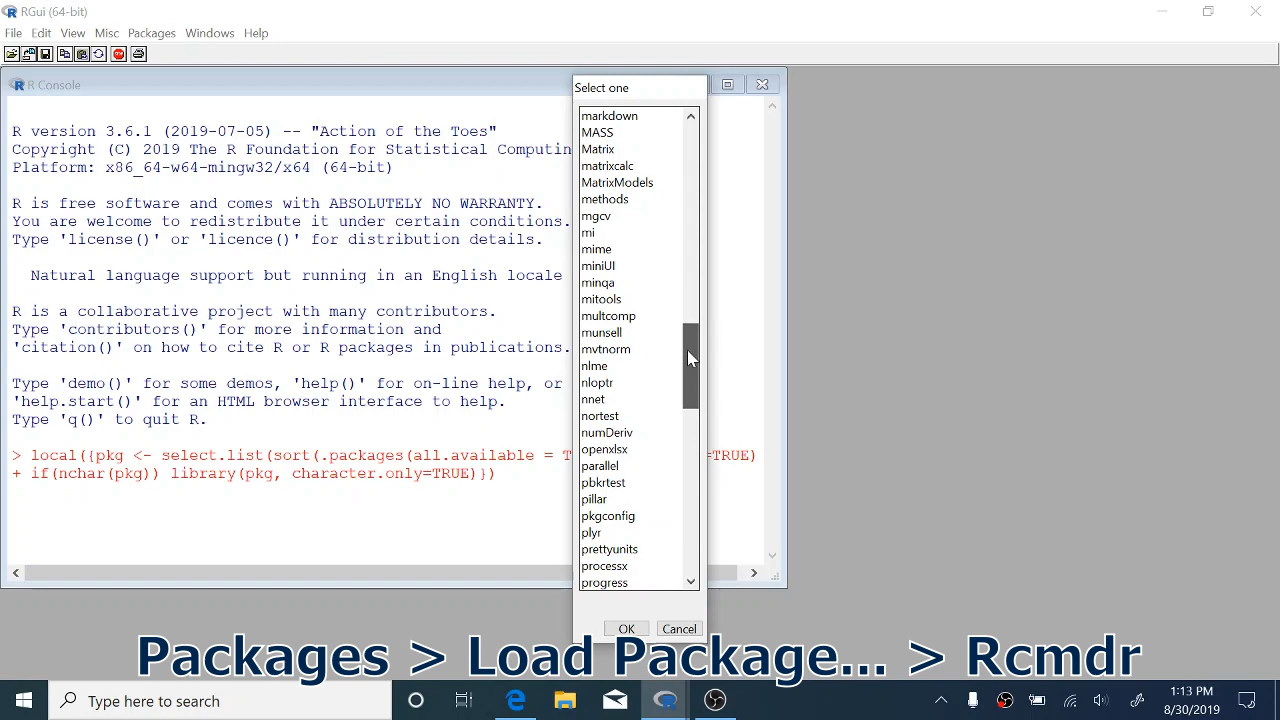 RGui (64-bit)
File Edit View Misc Packages Windows Help
R Console
R version 3.6.1 (2019-07-05) -- "Action of the Toes"
Copyright (C) 2019 The R Foundation for Statistical Computin
Platform: x86_64-w64-mingw32/x64 (64-bit)
R is free software and comes with ABSOLUTELY NO WARRANTY.
You are welcome to redistribute it under certain conditions.
Type 'license()' or 'licence()' for distribution details.
Natural language support but running in an English locale
R is a collaborative project with many contributors.
Type 'contributors()' for more information and
'citation()' on how to cite R or R packages in publications.
Type 'demo()' for some demos, 'help()' for on-line help, or
'help.start()' for an HTML browser interface to help.
Type 'q()' to quit R.
> local({pkg <- select.list(sort(.packages(all.available = T =TRUE)
+ if(nchar(pkg)) library(pkg, character.only=TRUE)})
Select one
markdown
MASS
Matrix
matrixcalc
MatrixModels
methods
mgcv
mi
mime
miniUI
minqa
mitools
multcomp
munsell
mvtnorm
nlme
nloptr
nnet
nortest
numDeriv
openxlsx
parallel
pbkrtest
pillar
pkgconfig
plyr
prettyunits
processx
progress
OK Cancel
Packages > Load Package... > Rcmdr
Type here to search
1:13 PM
8/30/2019